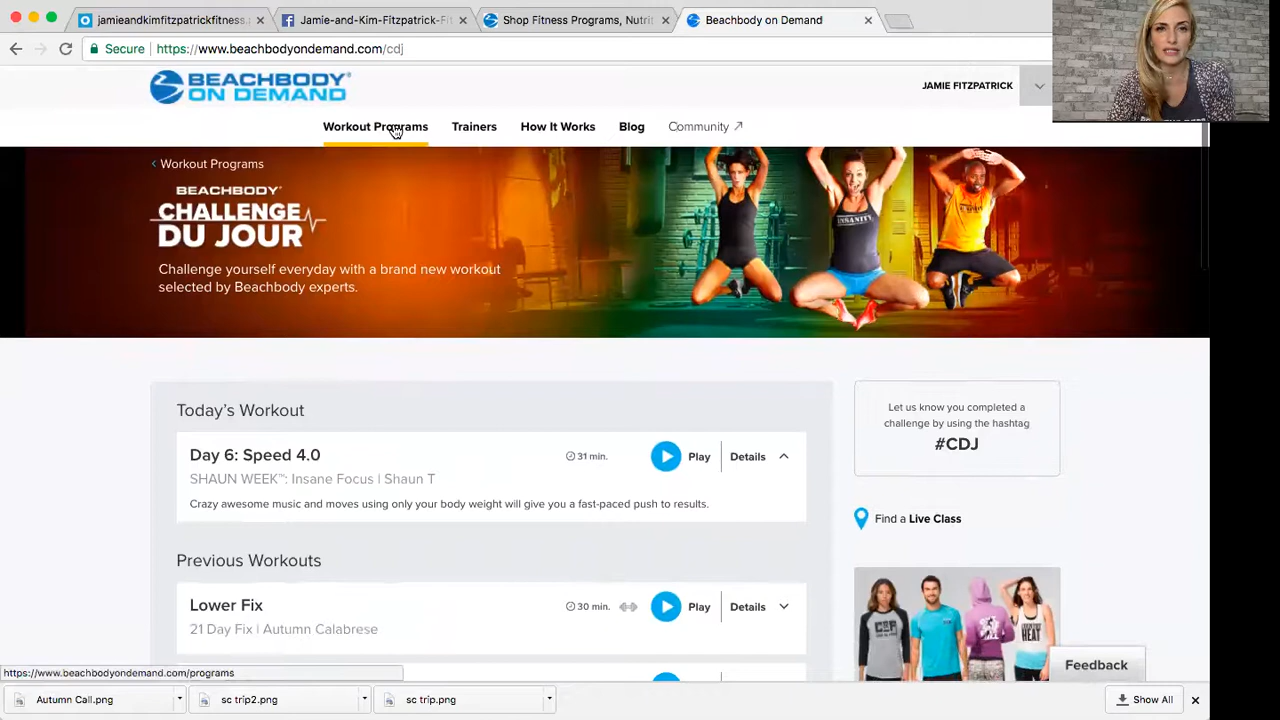 jamieandkimfitzpatrickfitness.
Jamie-and-Kim-Fitzpatrick-Fi
Shop Fitness Programs, Nutrit
Beachbody on Demand
Secure
https://www.beachbodyondemand.com/cdj
BEACHBODY
ON DEMAND
JAMIE FITZPATRICK
Workout Programs
Trainers
How It Works
Blog
Community
Workout Programs
BEACHBODY
CHALLENGE
DU JOUR
INSANITY
Challenge yourself everyday with a brand new workout
selected by Beachbody experts.
Today's Workout
Day 6: Speed 4.0
31 min.
Play
Details
SHAUN WEEK™: Insane Focus | Shaun T
Crazy awesome music and moves using only your body weight will give you a fast-paced push to results.
Let us know you completed a
challenge by using the hashtag
#CDJ
Find a Live Class
Previous Workouts
Lower Fix
30 min.
Play
Details
21 Day Fix | Autumn Calabrese
Feedback
https://www.beachbodyondemand.com/programs
Autumn Call.png
sc trip2.png
sc trip.png
Show All